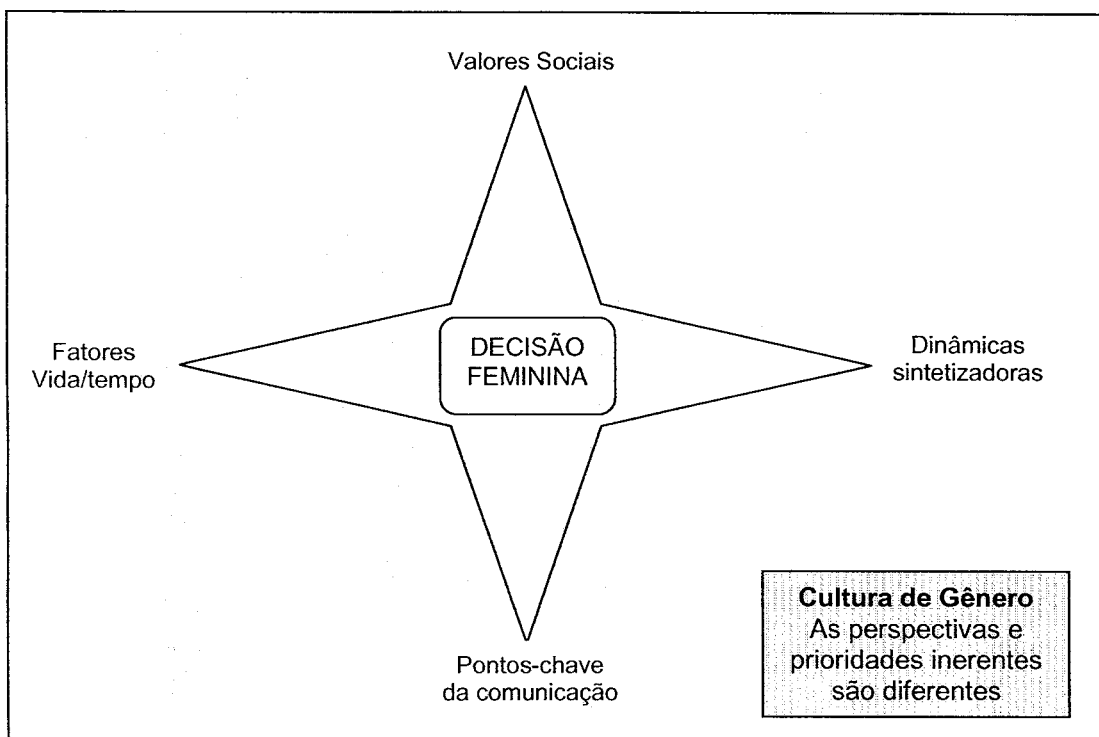 Valores Sociais
Fatores
Vida/tempo
DECISÃO
FEMININA
Dinâmicas
sintetizadoras
Pontos-chave
da comunicação
Cultura de Gênero
As perspectivas e
prioridades inerentes
são diferentes